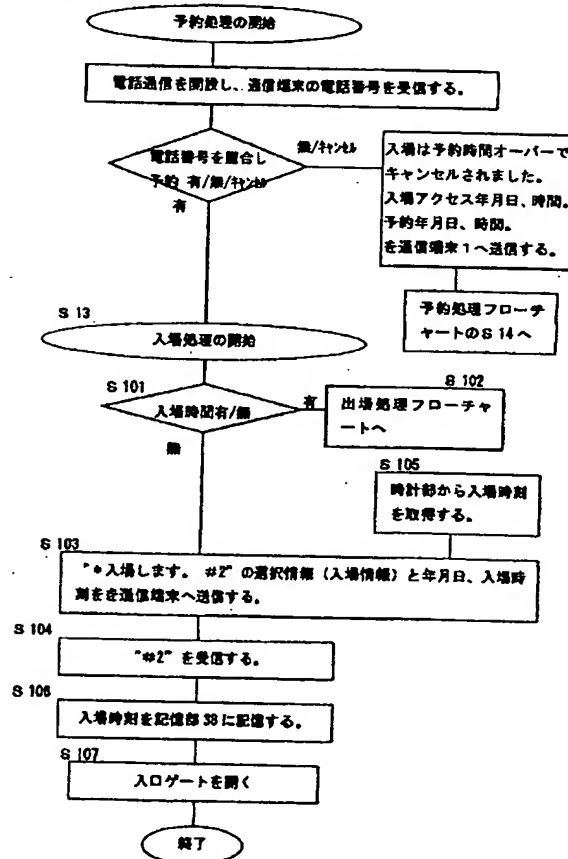 予約処理の開始
電話通信を開設し、通信端末の電話番号を受信する。
電話番号を照合し
予約 有/無/キャンセル
無/キャンセル
有
入場は予約時間オーバーで
キャンセルされました。
入場アクセス年月日、時間。
予約年月日、時間。
を通信端末1へ送信する。
予約処理フローチ
ャートのS14へ
S 13
入場処理の開始
S 101
入場時間有/無
有
無
S 102
出場処理フローチャ
ートへ
S 105
時計部から入場時刻
を取得する。
S 103
"*入場します。 #2" の選択情報（入場情報）と年月日、入場時
刻をを通信端末へ送信する。
S 104
"#2" を受信する。
S 106
入場時刻を記憶部38に記憶する。
S 107
入口ゲートを開く
終了